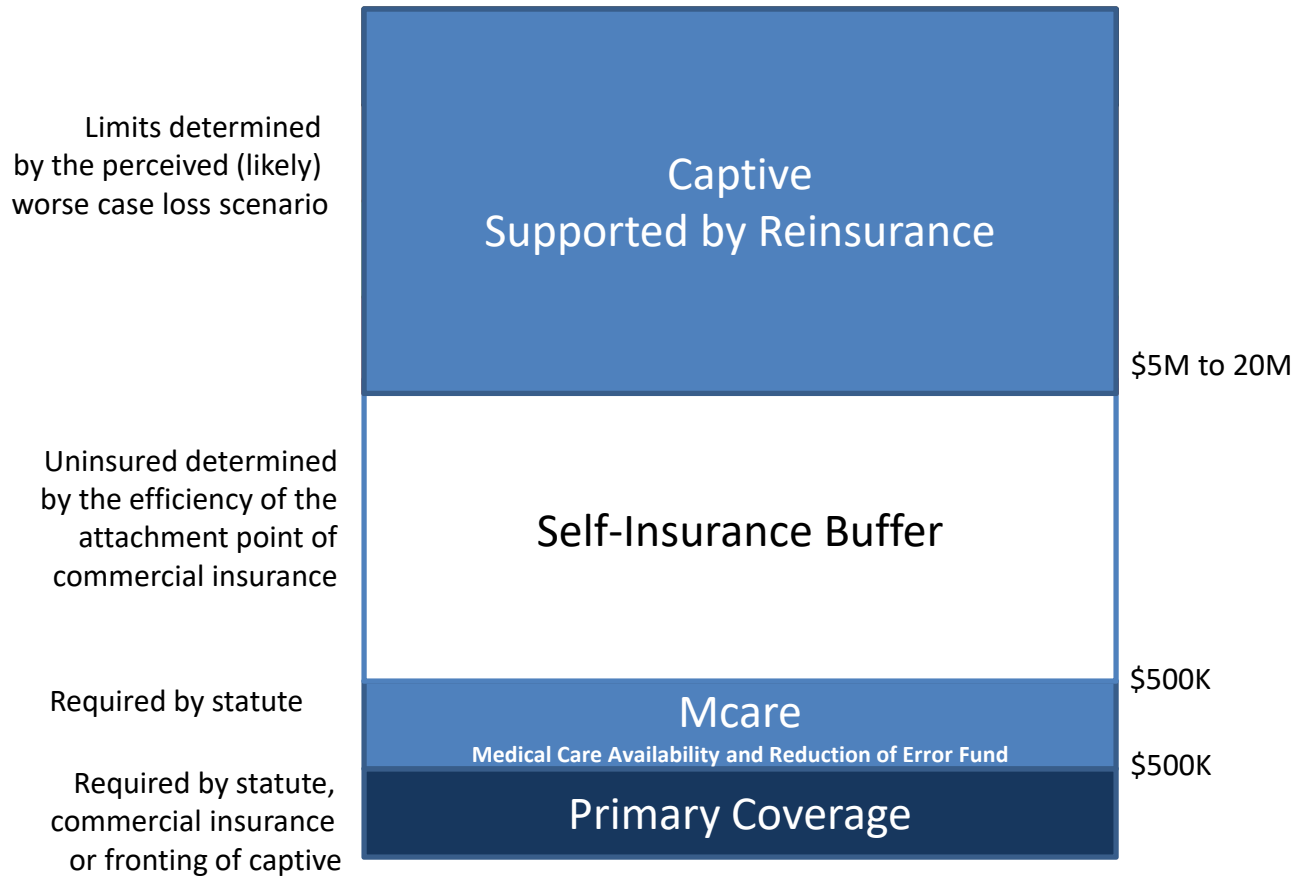 Limits determined
by the perceived (likely)
worse case loss scenario
Captive
Supported by Reinsurance
$5M to 20M
Uninsured determined
by the efficiency of the
attachment point of
commercial insurance
Self-Insurance Buffer
$500K
Required by statute
Mcare
Medical Care Availability and Reduction of Error Fund
$500K
Required by statute,
commercial insurance
or fronting of captive
Primary Coverage